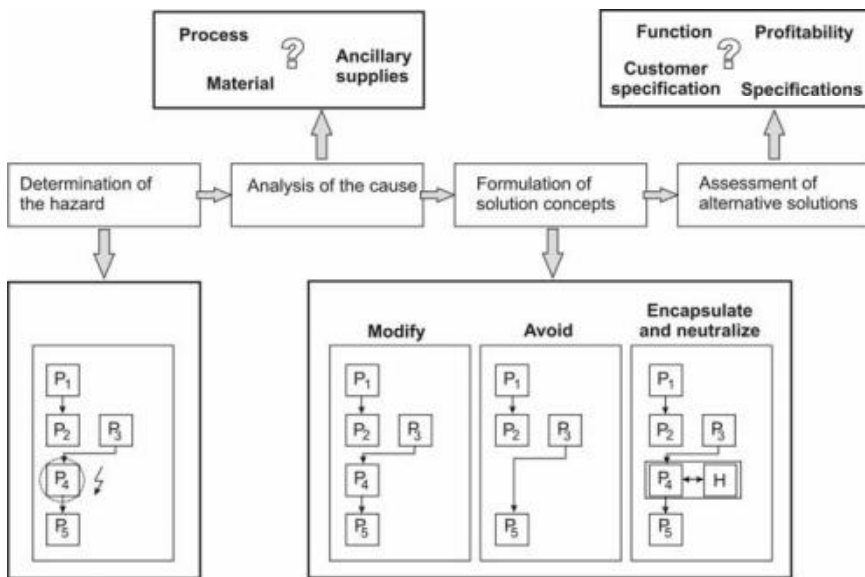 Process
?
Material
Ancillary
supplies
Function
?
Profitability
Customer
specification
Specifications
Determination of
the hazard
Analysis of the cause
Formulation of
solution concepts
Assessment of
alternative solutions
P1
P2
P3
P4
P5
Modify
P1
P2
P3
P4
P5
Avoid
P1
P2
P3
P5
Encapsulate
and neutralize
P1
P2
P3
P4
H
P5